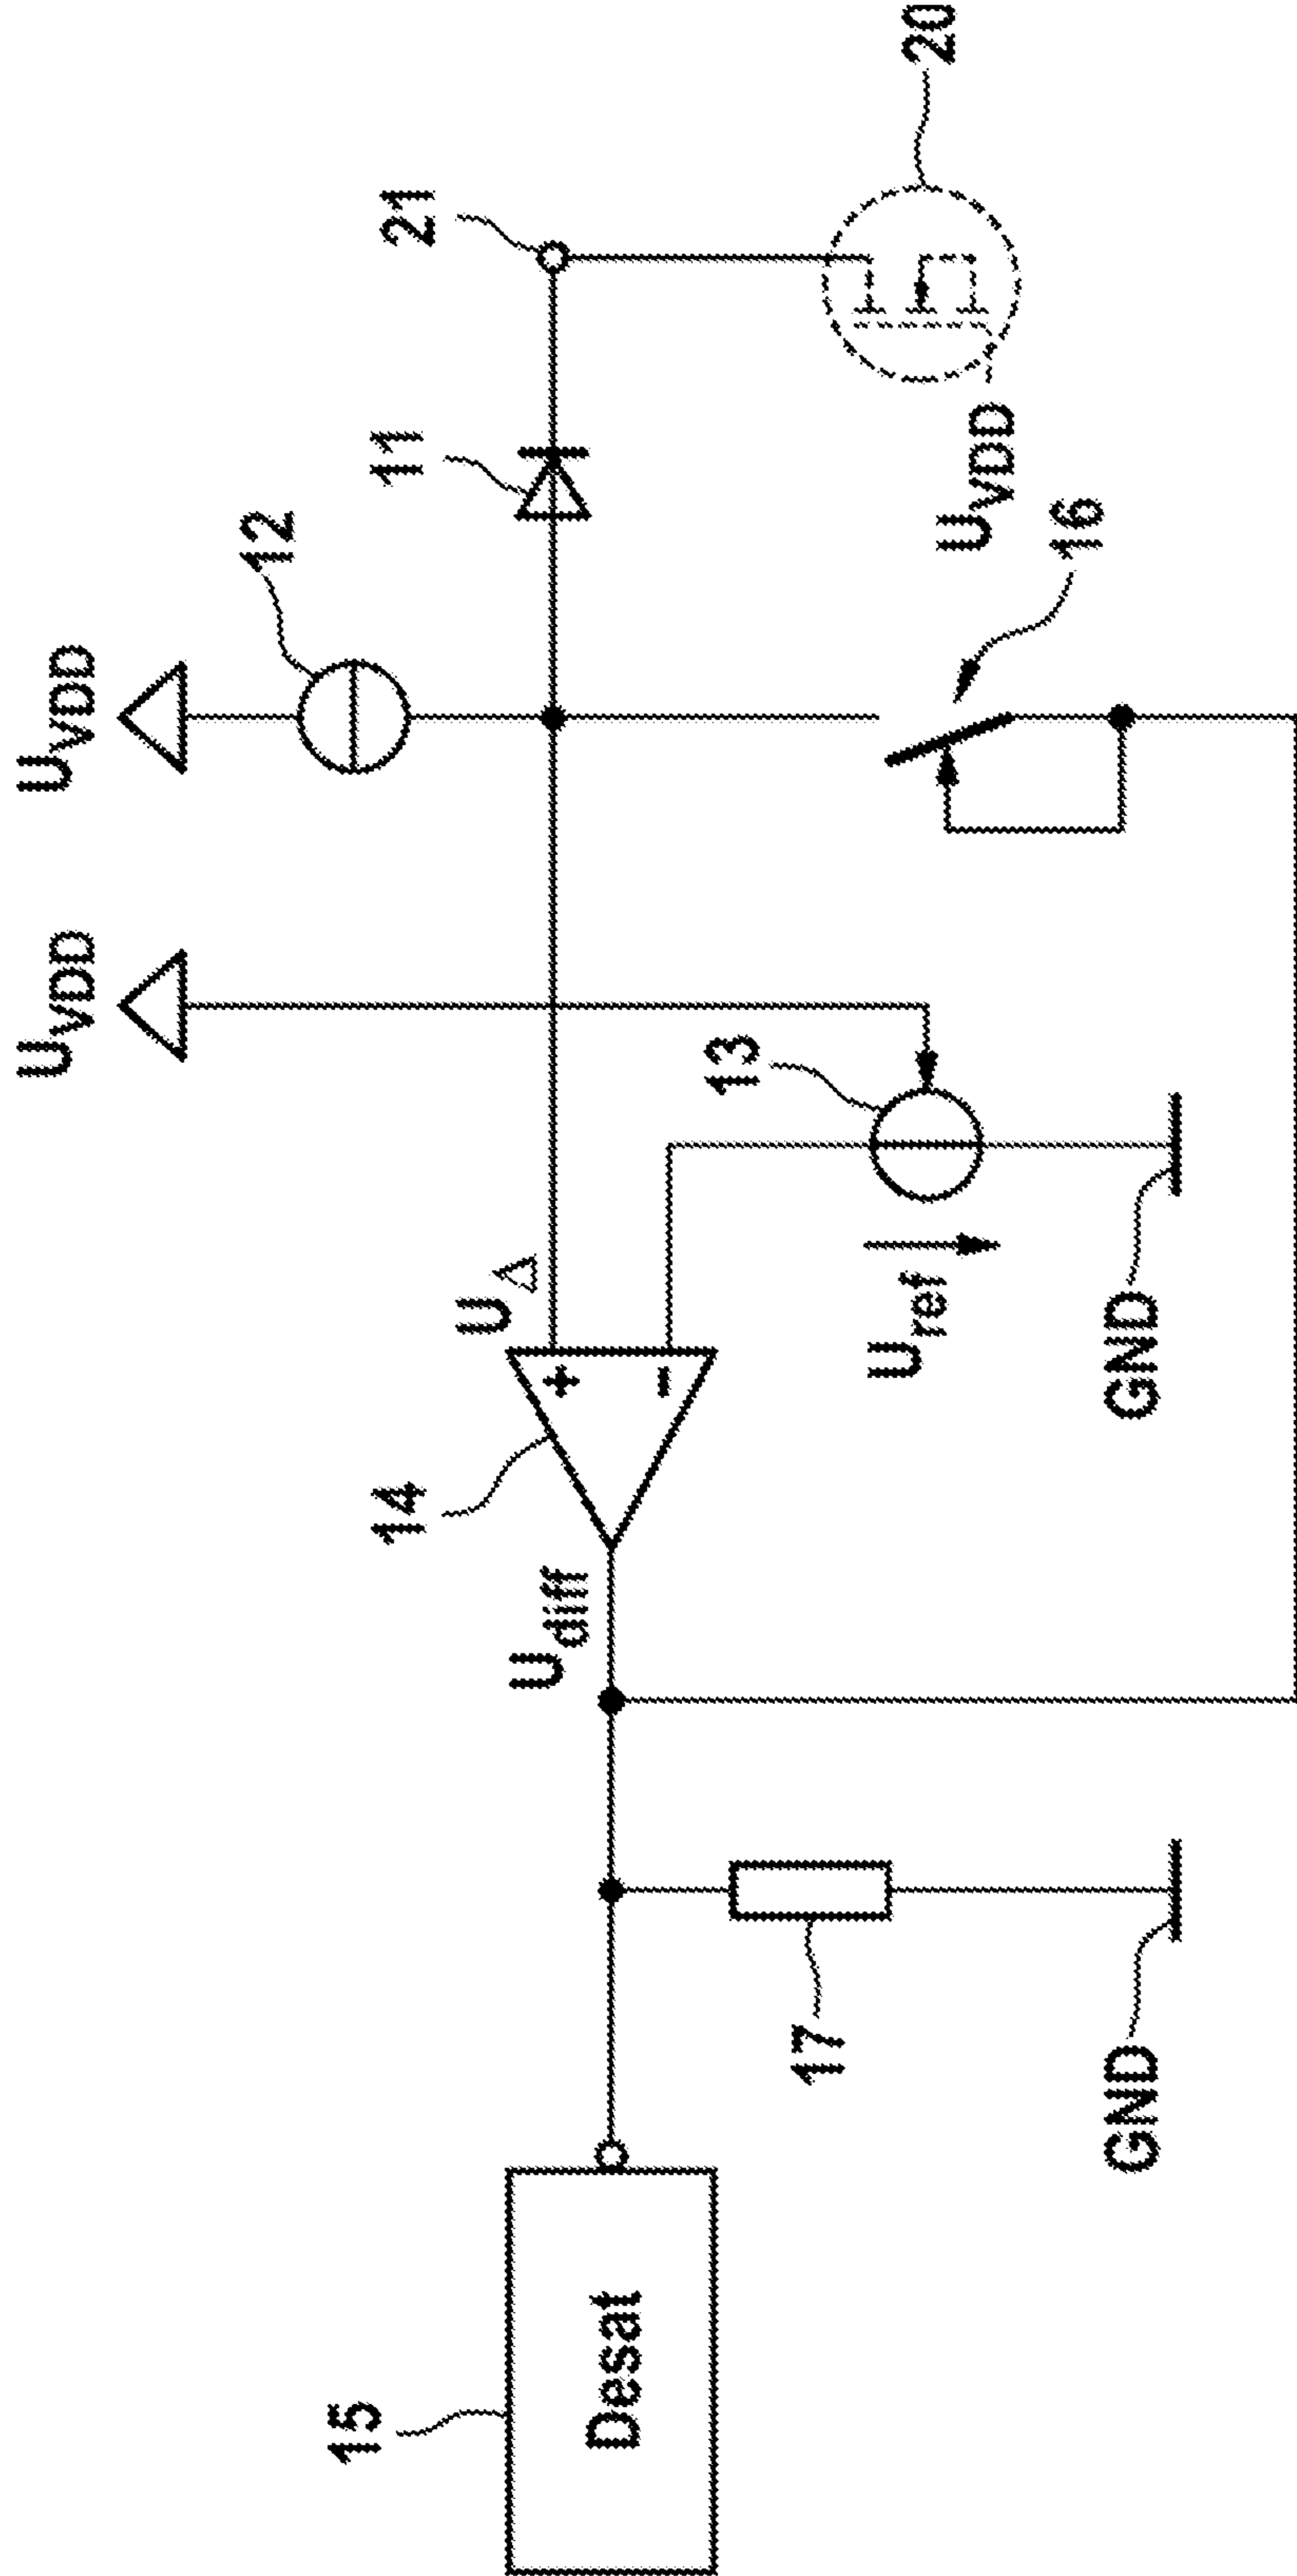 U_VDD
U_VDD
12
11
21
20
14
U_Δ
13
U_diff
U_ref
16
U_VDD
15
Desat
17
GND
GND